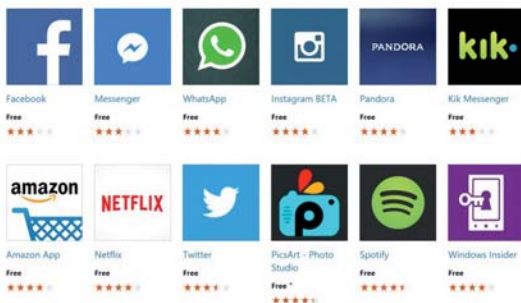 PANDORA
kik
Facebook
Messenger
WhatsApp
Instagram BETA
Pandora
Kik Messenger
Free
Free
Free
Free
Free
Free
amazon
NETFLIX
Amazon App
Netflix
Twitter
PicsArt - Photo
Studio
Spotify
Windows Insider
Free
Free
Free
Free *
Free
Free